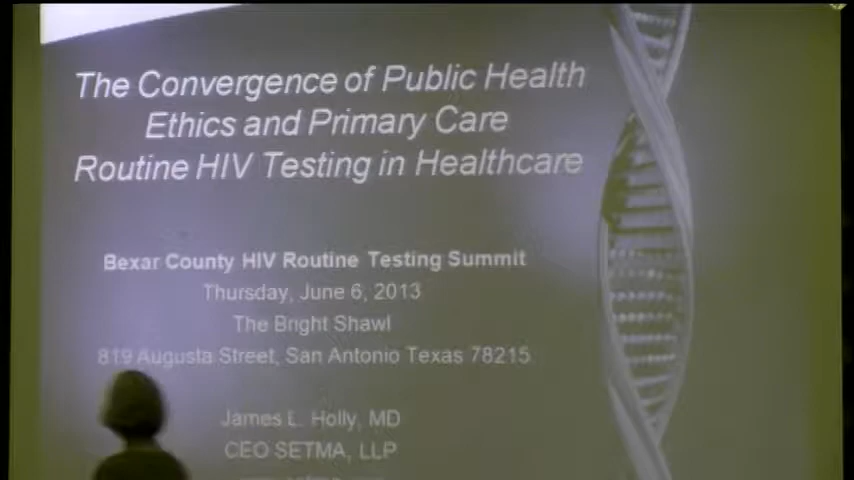 The Convergence of Public Health
Ethics and Primary Care
Routine HIV Testing in Healthcare
Bexar County HIV Routine Testing Summit
Thursday, June 6, 2013
The Bright Shawl
819 Augusta Street, San Antonio Texas 78215
James L. Holly, MD
CEO SETMA, LLP